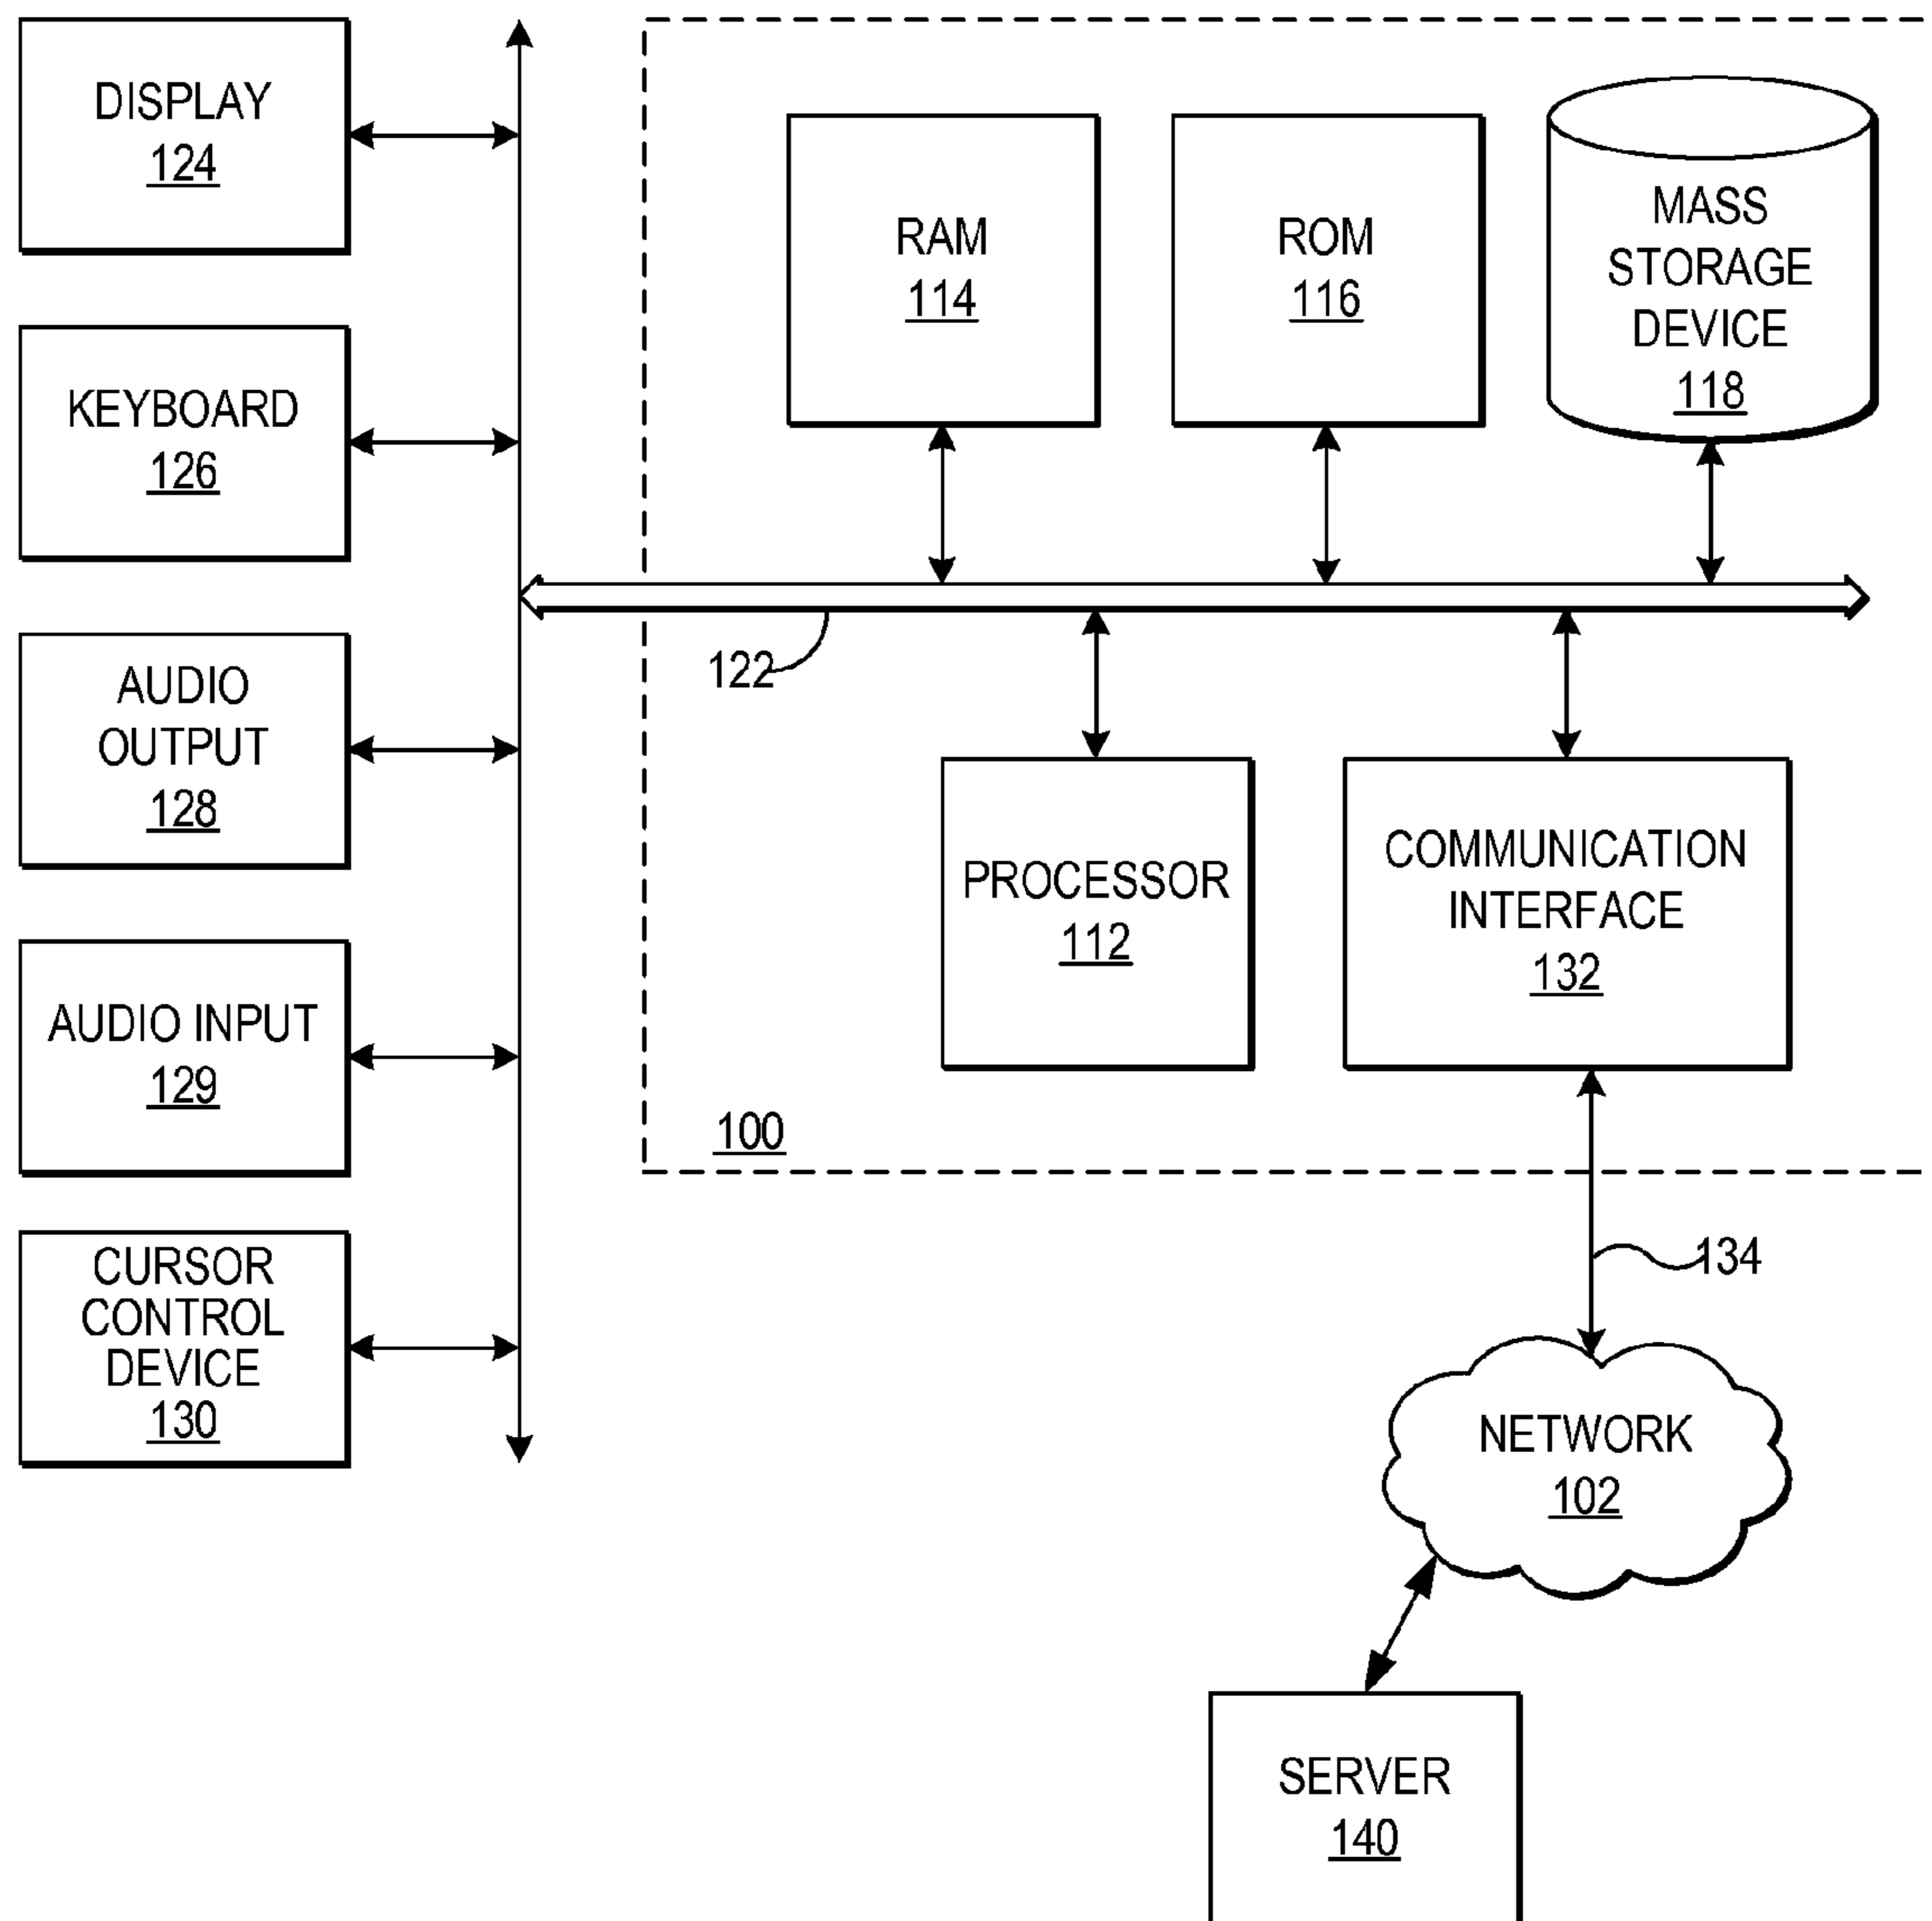 DISPLAY
124
KEYBOARD
126
AUDIO
OUTPUT
128
AUDIO INPUT
129
CURSOR
CONTROL
DEVICE
130
RAM
114
ROM
116
MASS
STORAGE
DEVICE
118
122
PROCESSOR
112
COMMUNICATION
INTERFACE
132
100
134
NETWORK
102
SERVER
140